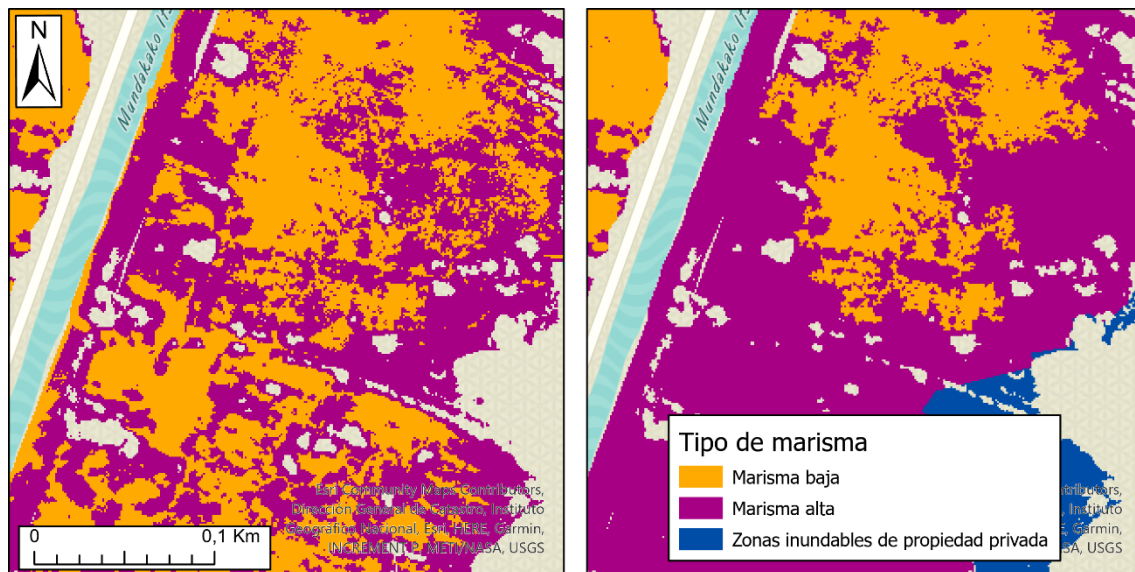 N
Mundakako
Esri Community Maps Contributors,
Dirección General de Catastro, Instituto
Geográfico Nacional, Esri, HERE, Garmin,
INCREMENT P, METI/NASA, USGS
0 0,1 Km
Mundakako
Tipo de marisma
Marisma baja
Marisma alta
Zonas inundables de propiedad privada
SA, USGS